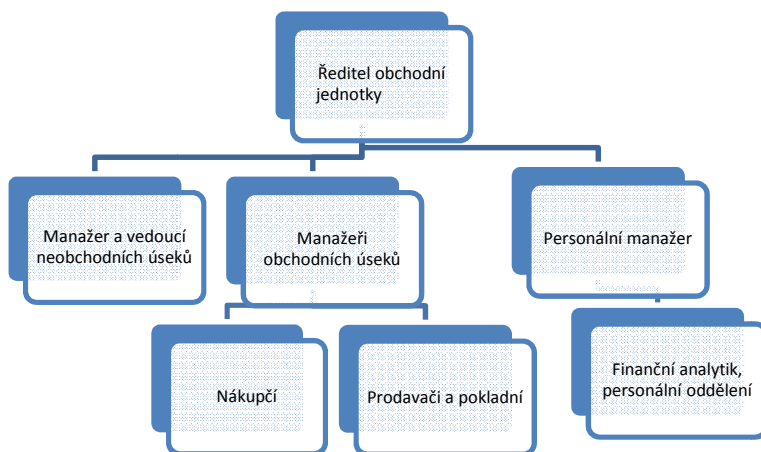 Ředitel obchodní
jednotky
Manažer a vedoucí
neobchodních úseků
Manažeři
obchodních úseků
Personální manažer
Nákupčí
Prodavači a pokladní
Finanční analytik,
personální oddělení